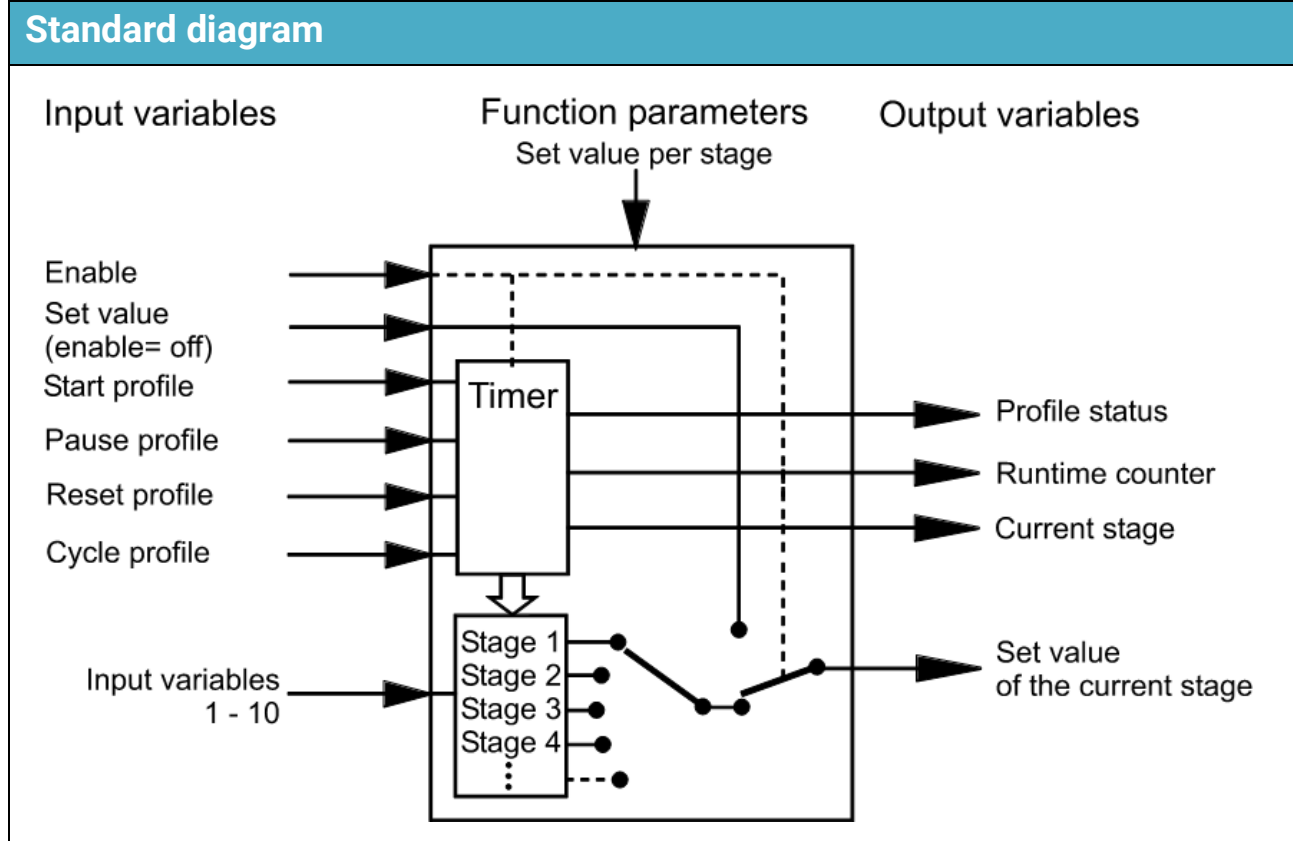 Standard diagram
Input variables
Function parameters
Output variables
Set value per stage
Enable
Set value
(enable= off)
Start profile
Pause profile
Reset profile
Cycle profile
Timer
Profile status
Runtime counter
Current stage
Input variables
1 - 10
Stage 1
Stage 2
Stage 3
Stage 4
Set value
of the current stage